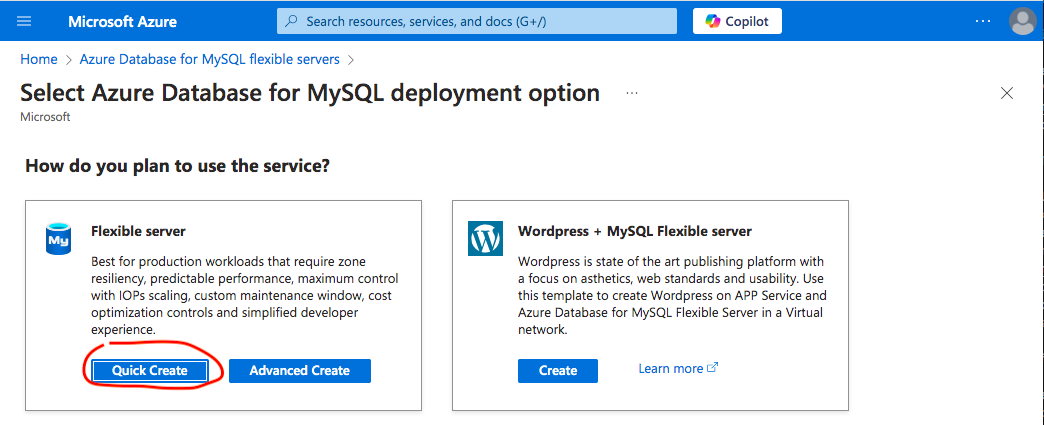 Microsoft Azure
Search resources, services, and docs (G+/)
Copilot
Home > Azure Database for MySQL flexible servers >
Select Azure Database for MySQL deployment option ...
Microsoft
How do you plan to use the service?
My
Flexible server
Best for production workloads that require zone
resiliency, predictable performance, maximum control
with IOPs scaling, custom maintenance window, cost
optimization controls and simplified developer
experience.
Quick Create
Advanced Create
W
Wordpress + MySQL Flexible server
Wordpress is state of the art publishing platform with
a focus on asthetics, web standards and usability. Use
this template to create Wordpress on APP Service and
Azure Database for MySQL Flexible Server in a Virtual
network.
Create
Learn more